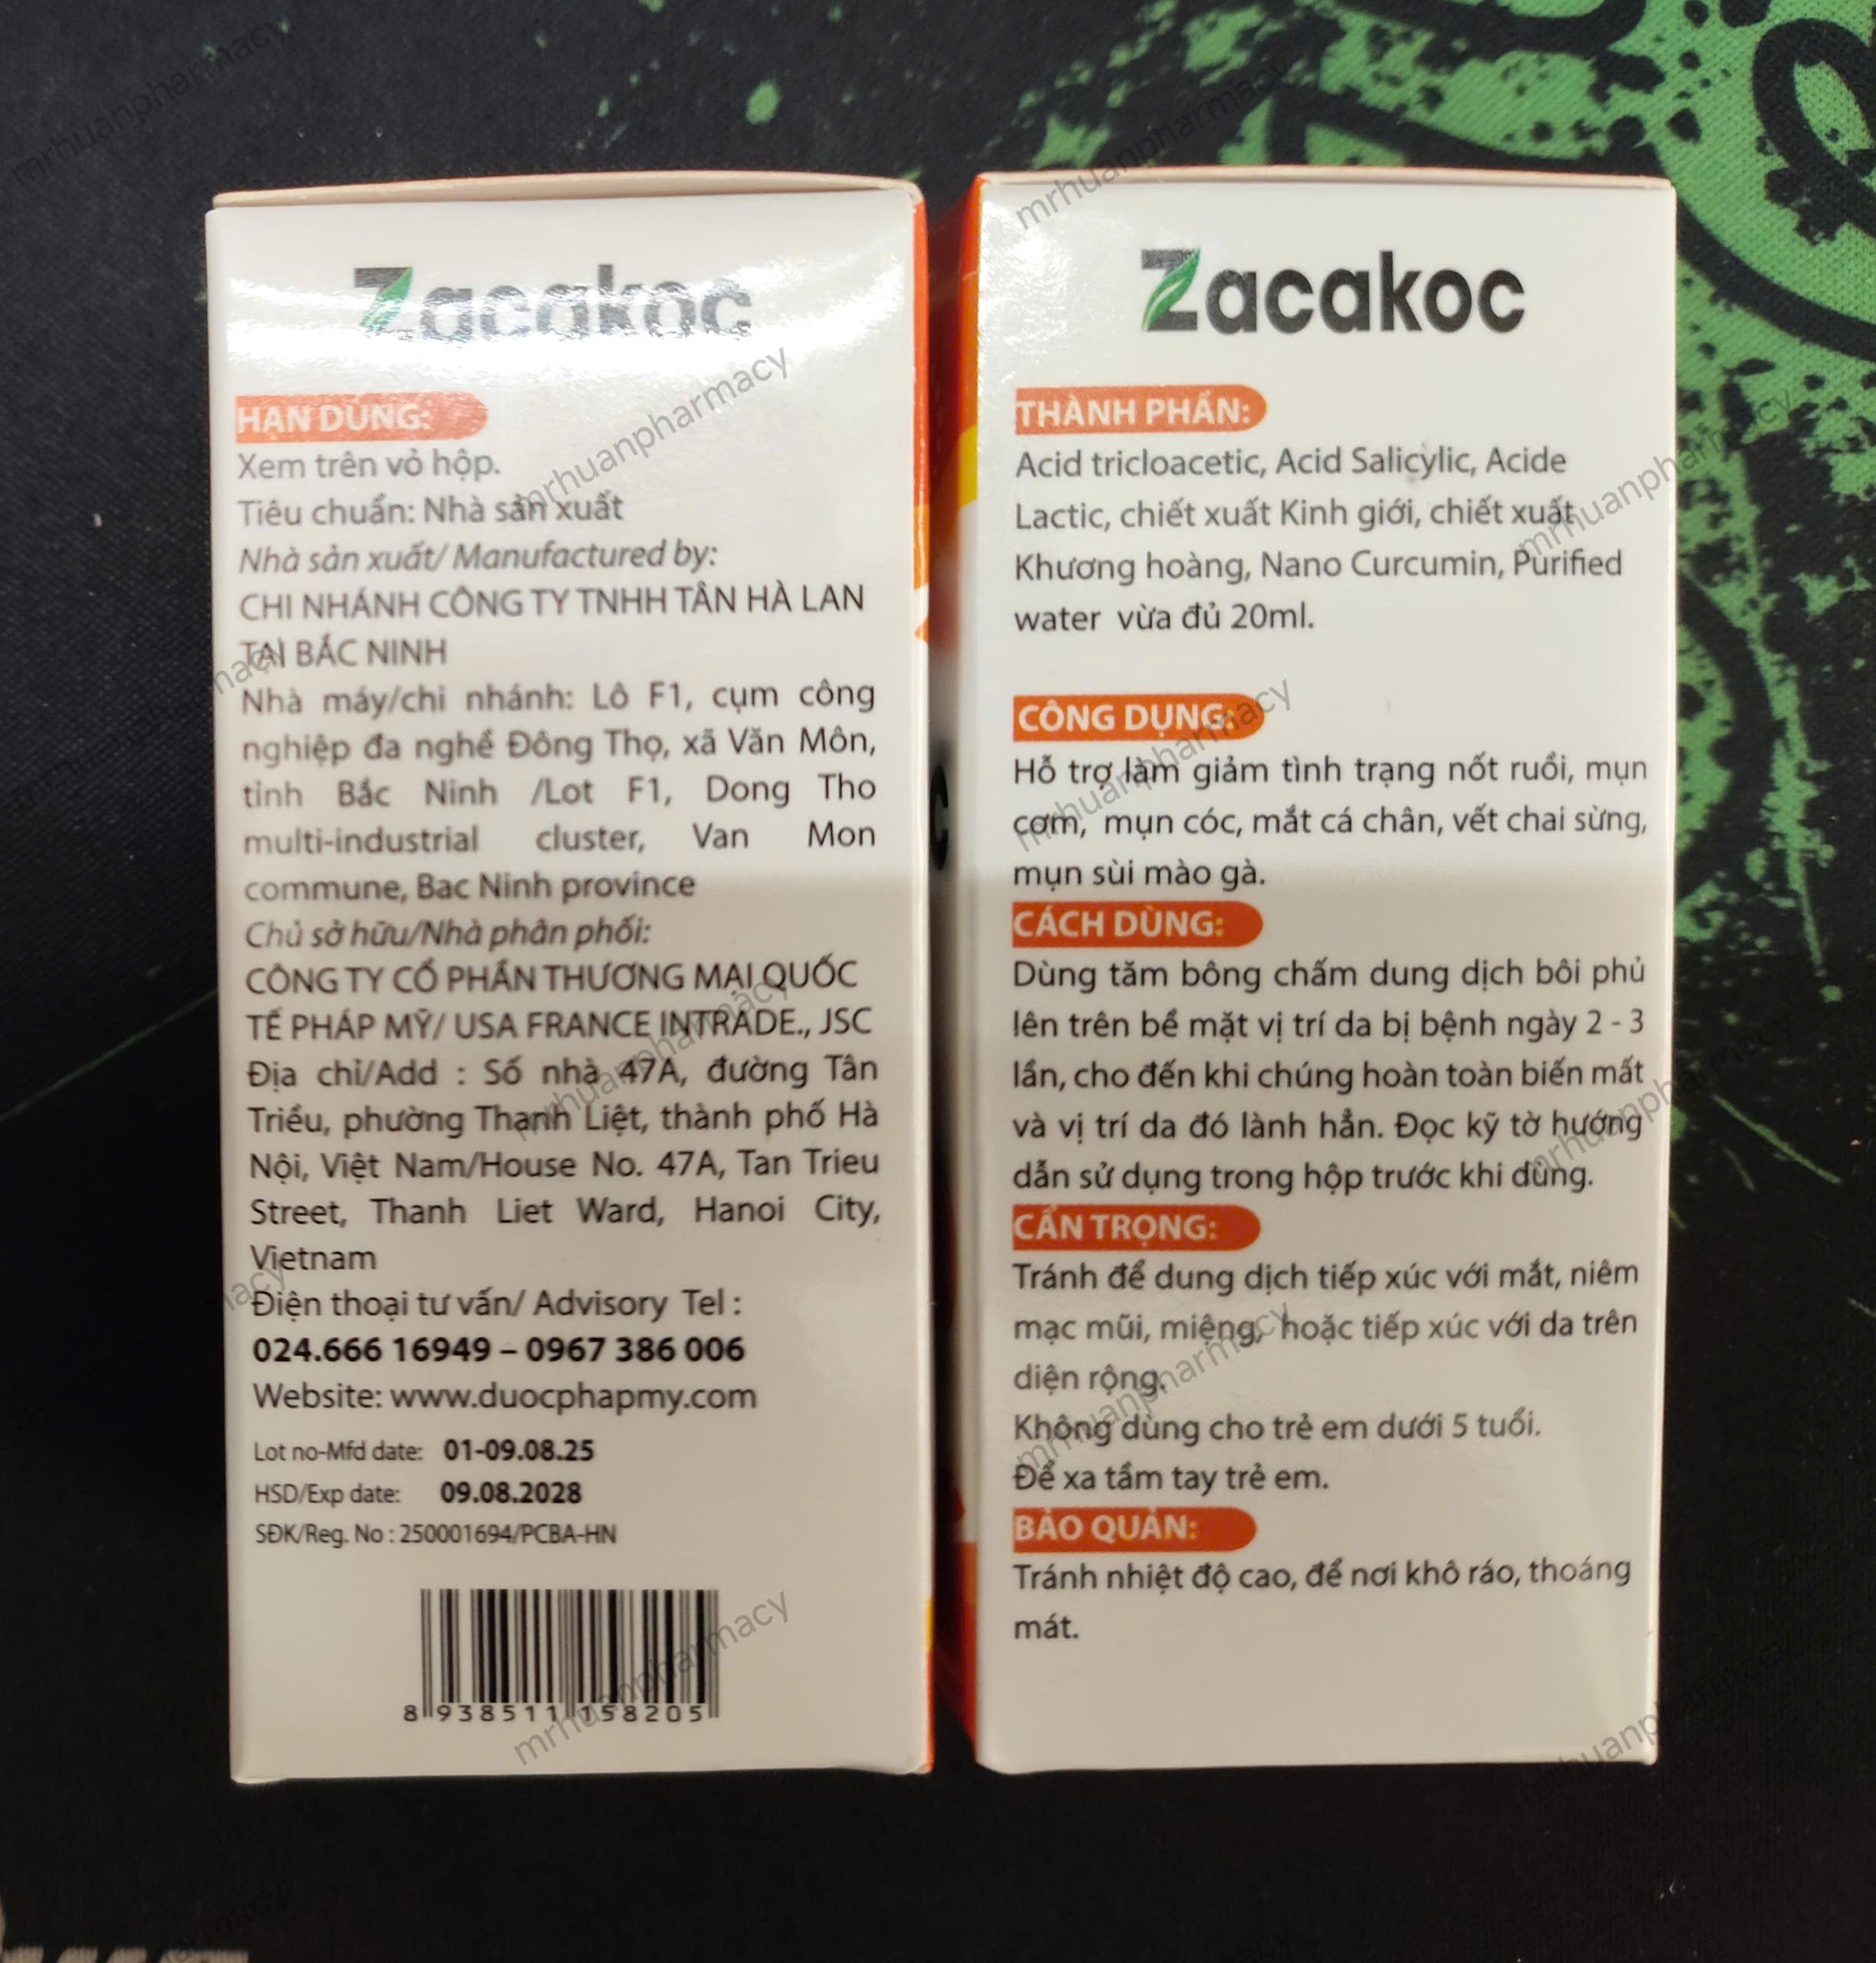 Zacakoc
HẠN DÙNG:
Xem trên vỏ hộp.
Tiêu chuẩn: Nhà sản xuất
Nhà sản xuất/ Manufactured by:
CHI NHÁNH CÔNG TY TNHH TÂN HÀ LAN
TẠI BẮC NINH
Nhà máy/chi nhánh: Lô F1, cụm công
nghiệp đa nghề Đông Thọ, xã Văn Môn,
tỉnh Bắc Ninh /Lot F1, Dong Tho
multi-industrial cluster, Van Mon
commune, Bac Ninh province
Chủ sở hữu/Nhà phân phối:
CÔNG TY CỔ PHẦN THƯƠNG MẠI QUỐC
TẾ PHÁP MỸ/ USA FRANCE INTRADE., JSC
Địa chỉ/Add : Số nhà 47A, đường Tân
Triều, phường Thanh Liệt, thành phố Hà
Nội, Việt Nam/House No. 47A, Tan Trieu
Street, Thanh Liet Ward, Hanoi City,
Vietnam
Điện thoại tư vấn/ Advisory Tel :
024.666 16949 – 0967 386 006
Website: www.duocphapmy.com
Lot no-Mfd date: 01-09.08.25
HSD/Exp date: 09.08.2028
SĐK/Reg. No : 250001694/PCBA-HN
8 938511 158205
Zacakoc
THÀNH PHẦN:
Acid tricloacetic, Acid Salicylic, Acide
Lactic, chiết xuất Kinh giới, chiết xuất
Khương hoàng, Nano Curcumin, Purified
water vừa đủ 20ml.
CÔNG DỤNG:
Hỗ trợ làm giảm tình trạng nốt ruồi, mụn
cơm, mụn cóc, mắt cá chân, vết chai sừng,
mụn sùi mào gà.
CÁCH DÙNG:
Dùng tăm bông chấm dung dịch bôi phủ
lên trên bề mặt vị trí da bị bệnh ngày 2 - 3
lần, cho đến khi chúng hoàn toàn biến mất
và vị trí da đó lành hẳn. Đọc kỹ tờ hướng
dẫn sử dụng trong hộp trước khi dùng.
CẨN TRỌNG:
Tránh để dung dịch tiếp xúc với mắt, niêm
mạc mũi, miệng, hoặc tiếp xúc với da trên
diện rộng.
Không dùng cho trẻ em dưới 5 tuổi.
Để xa tầm tay trẻ em.
BẢO QUẢN:
Tránh nhiệt độ cao, để nơi khô ráo, thoáng
mát.
mrhuanpharmacy